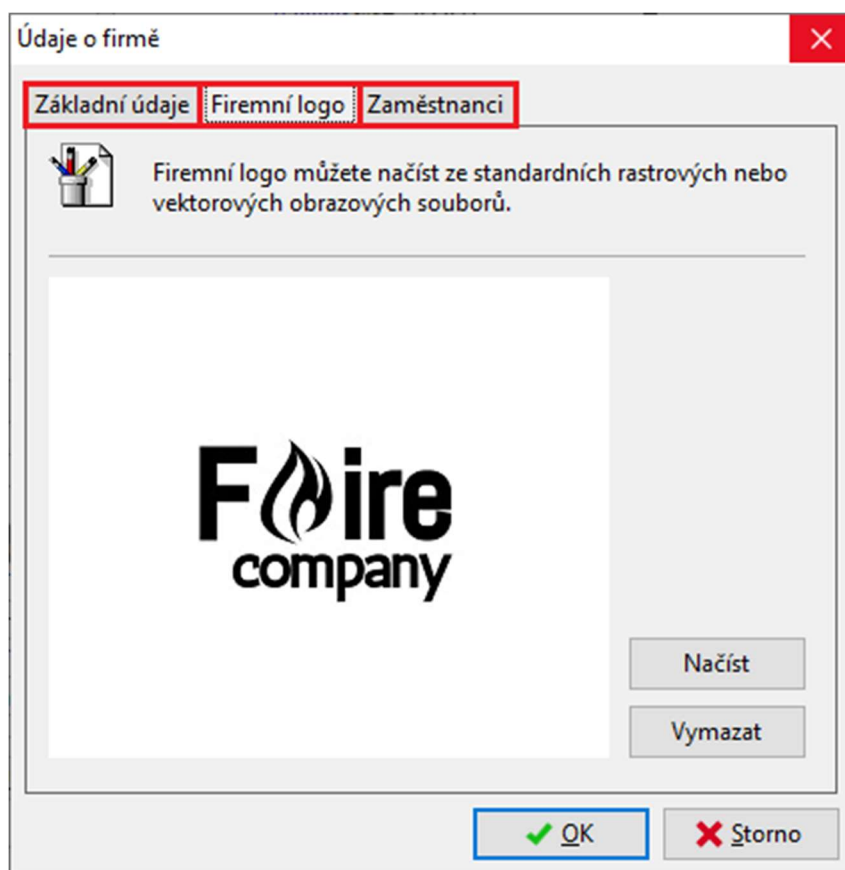 Údaje o firmě
Základní údaje Firemní logo Zaměstnanci
Firemní logo můžete načíst ze standardních rastrových nebo
vektorových obrazových souborů.
F ire
company
Načíst
Vymazat
OK Storno